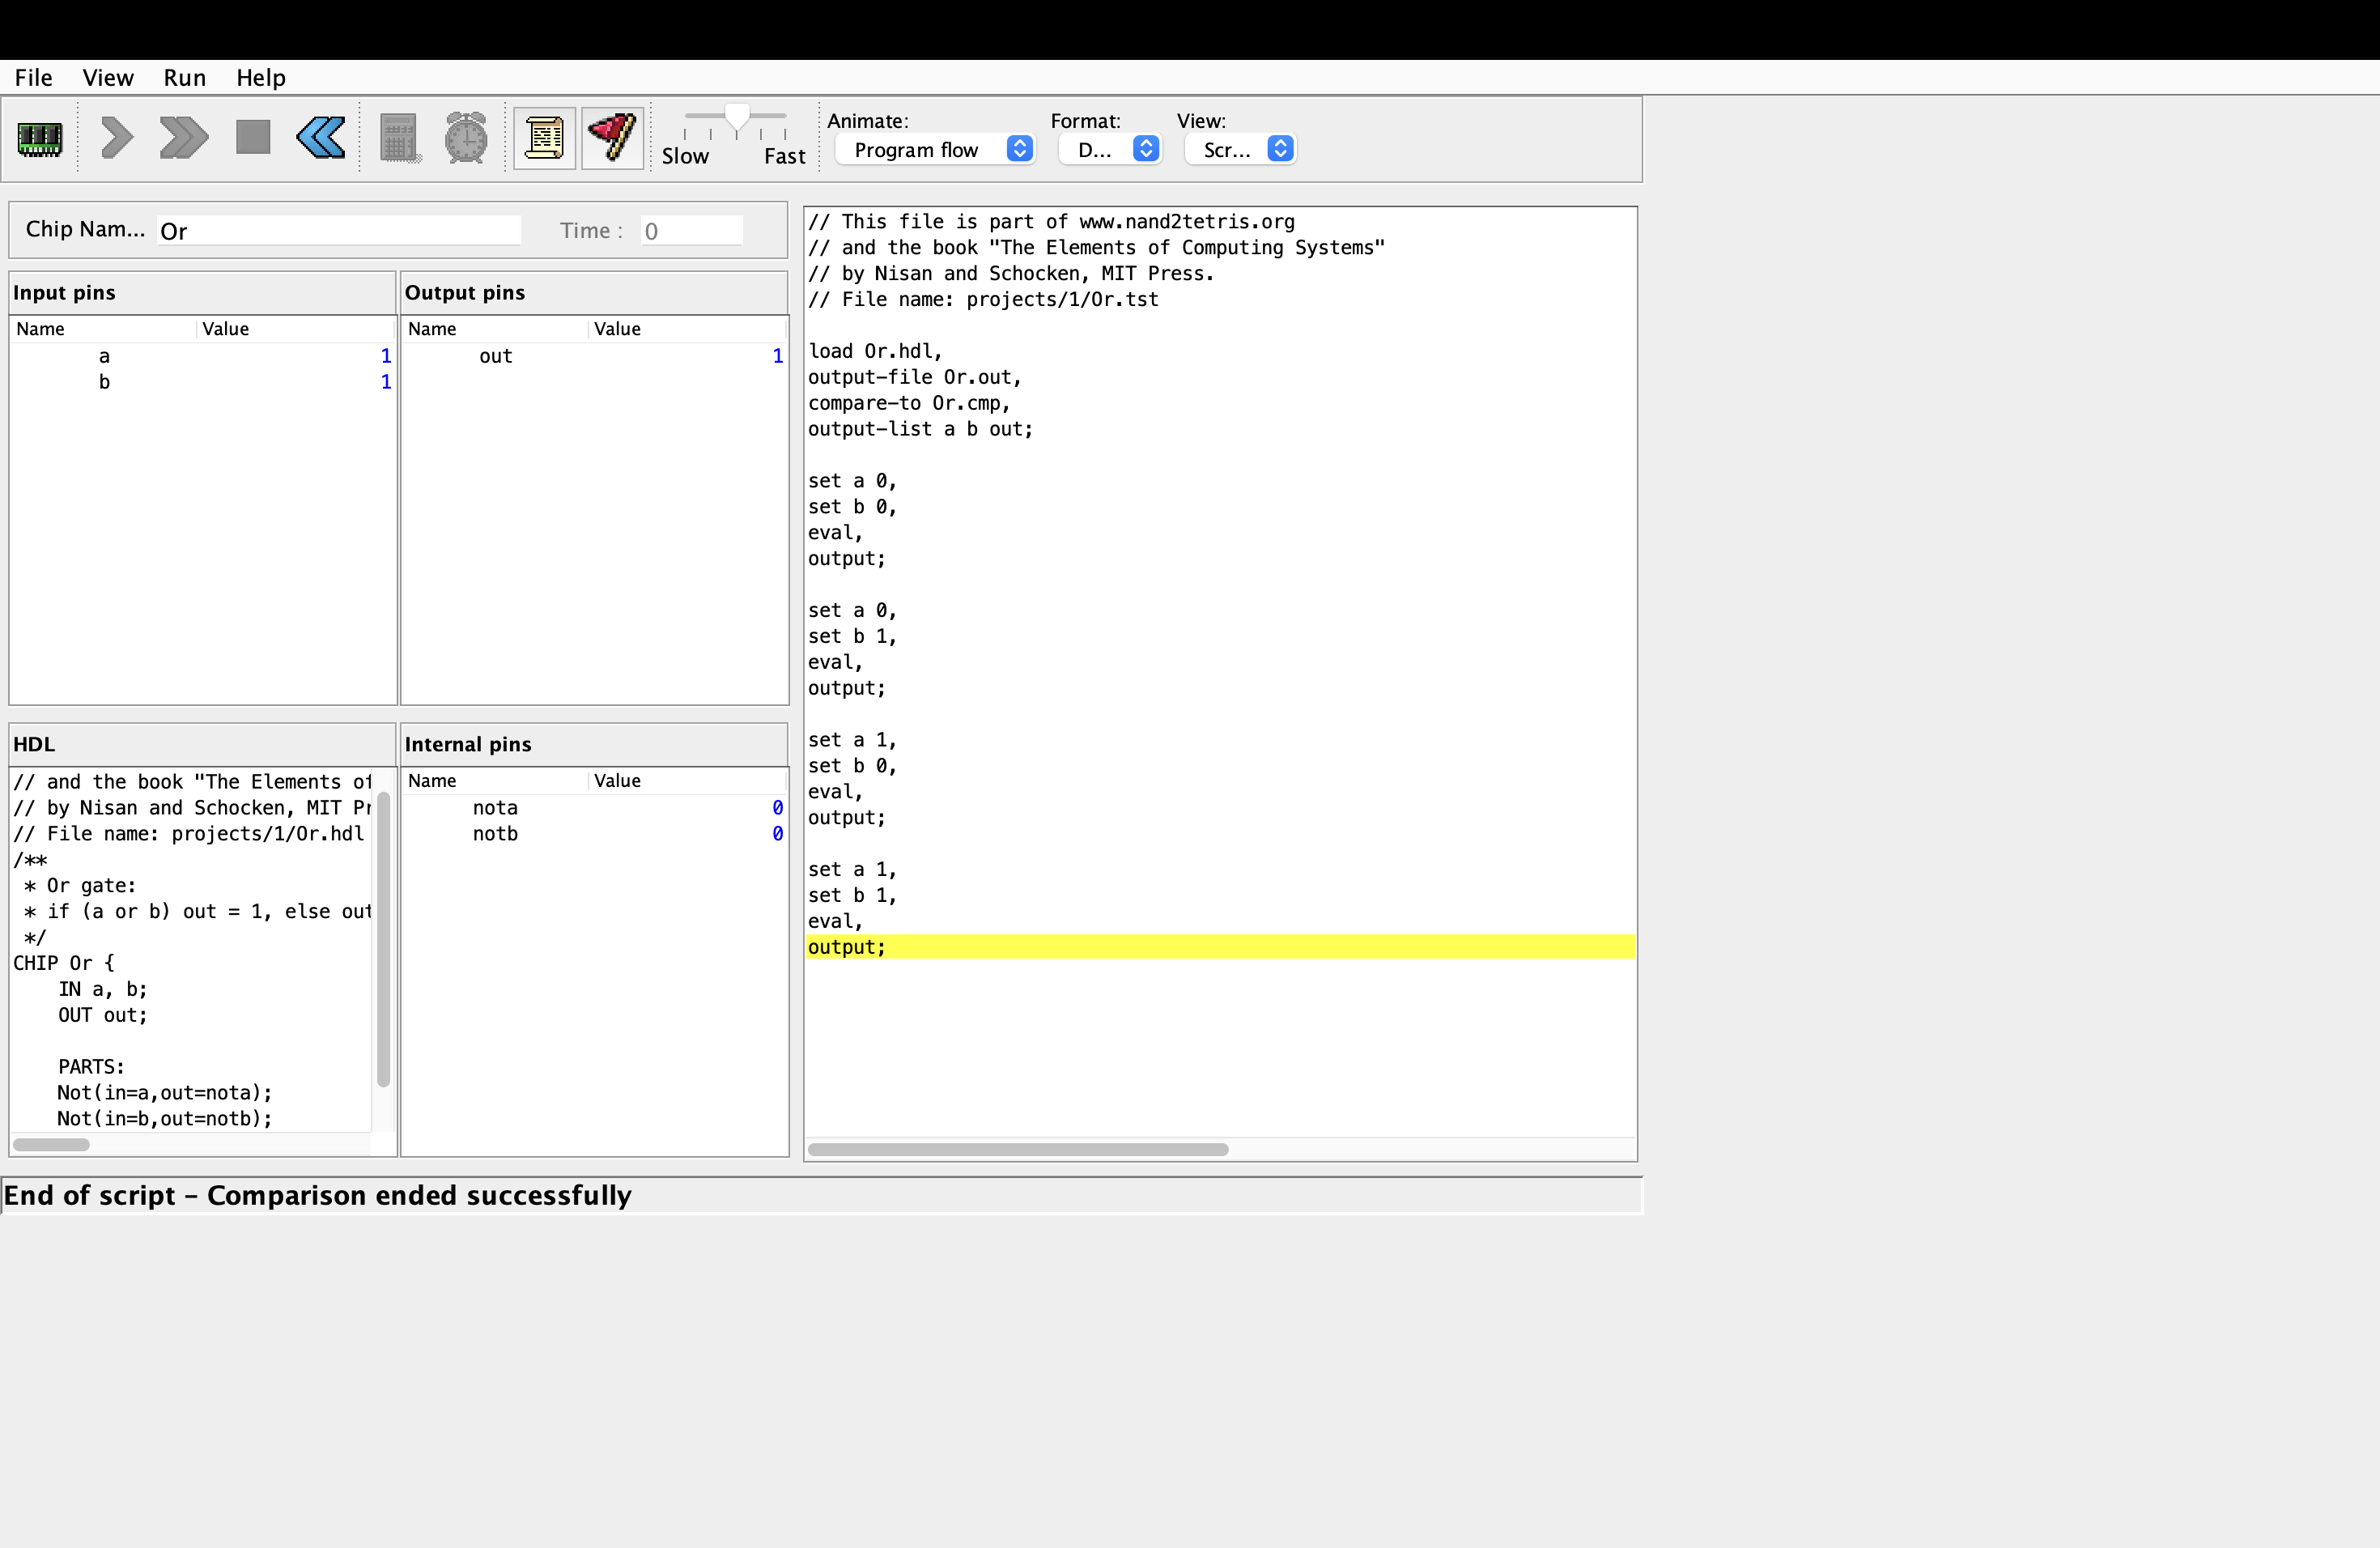 File View Run Help
Animate: Format: View:
Slow Fast Program flow D... Scr...
Chip Nam... Or Time : 0
Input pins
Name Value
a 1
b 1
Output pins
Name Value
out 1
HDL
// and the book "The Elements of
// by Nisan and Schocken, MIT Pr
// File name: projects/1/Or.hdl
/**
* Or gate:
* if (a or b) out = 1, else out
*/
CHIP Or {
IN a, b;
OUT out;
PARTS:
Not(in=a,out=nota);
Not(in=b,out=notb);
Internal pins
Name Value
nota 0
notb 0
// This file is part of www.nand2tetris.org
// and the book "The Elements of Computing Systems"
// by Nisan and Schocken, MIT Press.
// File name: projects/1/Or.tst
load Or.hdl,
output-file Or.out,
compare-to Or.cmp,
output-list a b out;
set a 0,
set b 0,
eval,
output;
set a 0,
set b 1,
eval,
output;
set a 1,
set b 0,
eval,
output;
set a 1,
set b 1,
eval,
output;
End of script – Comparison ended successfully